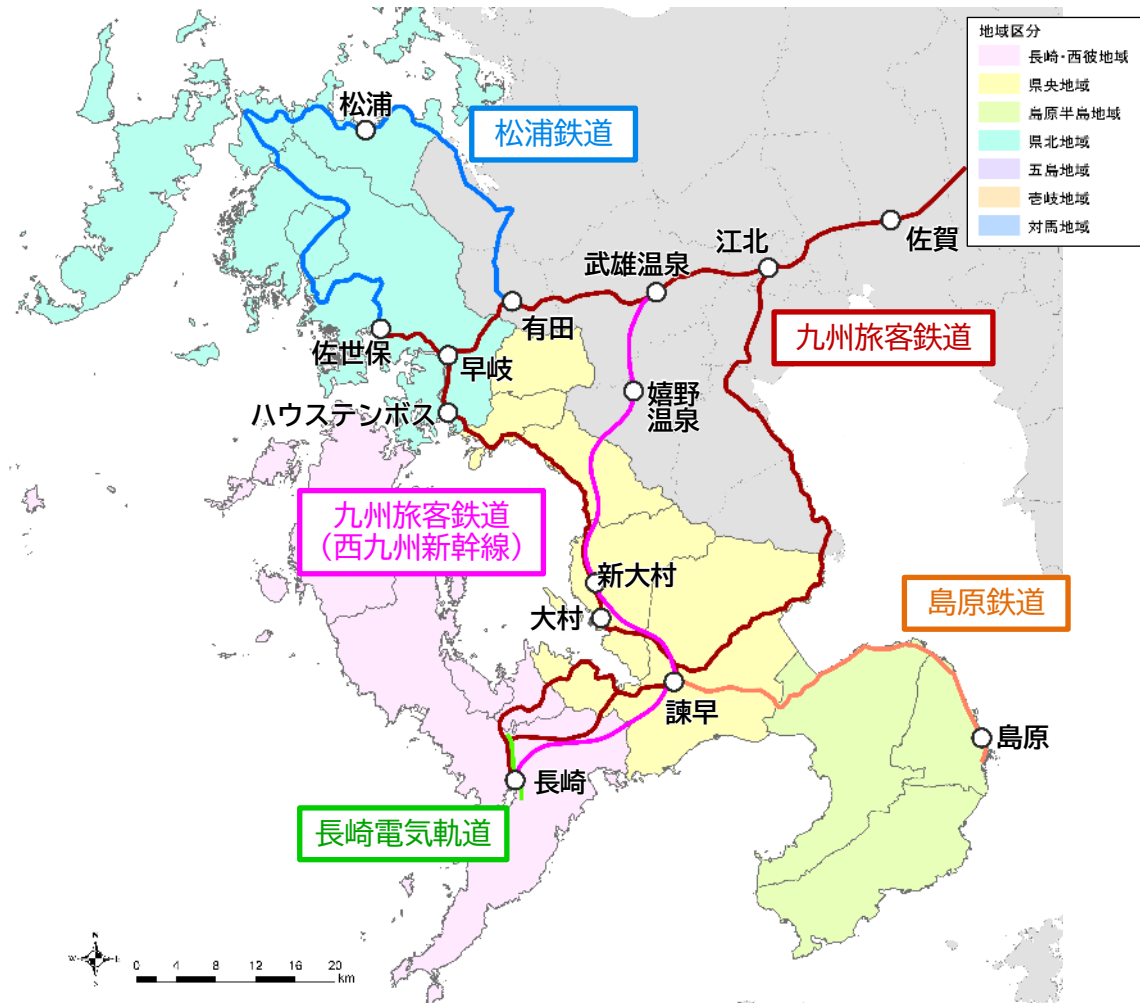 地域区分
長崎・西彼地域
県央地域
島原半島地域
県北地域
五島地域
壱岐地域
対馬地域
松浦
松浦鉄道
佐賀
江北
武雄温泉
有田
九州旅客鉄道
佐世保
早岐
嬉野
温泉
ハウステンボス
九州旅客鉄道
（西九州新幹線）
新大村
大村
島原鉄道
諫早
島原
長崎
長崎電気軌道
N
W
E
S
0 4 8 12 16 20
km